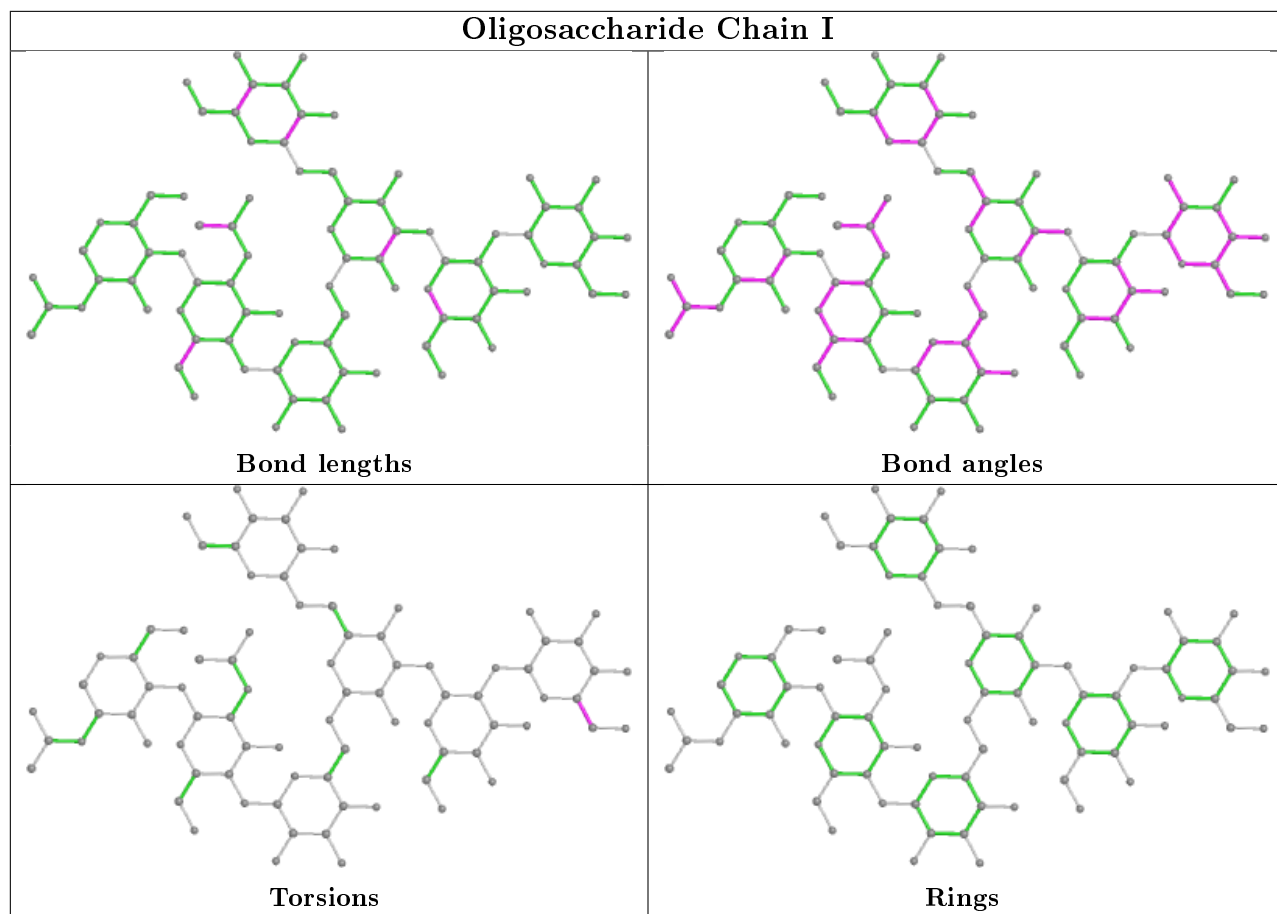 Oligosaccharide Chain I
Bond lengths
Bond angles
Torsions
Rings